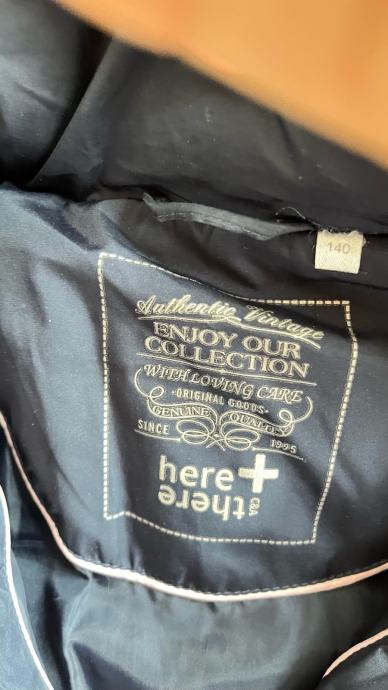 140
Authentic Vintage
ENJOY OUR
COLLECTION
WITH LOVING CARE
·ORIGINAL GOODS·
GENUINE QUALITY
SINCE 1995
here+
there
C&A